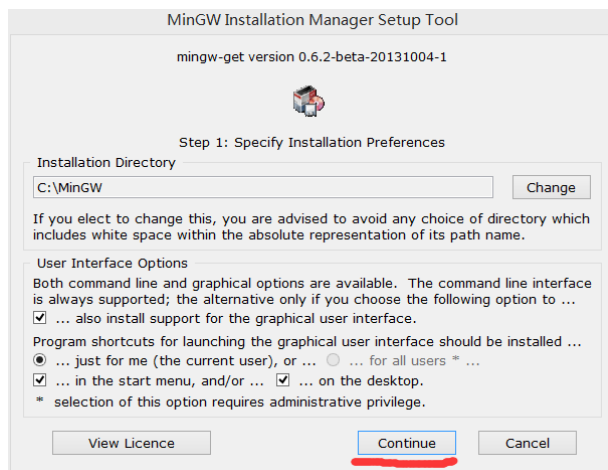 MinGW Installation Manager Setup Tool
mingw-get version 0.6.2-beta-20131004-1
Step 1: Specify Installation Preferences
Installation Directory
C:\MinGW
Change
If you elect to change this, you are advised to avoid any choice of directory which
includes white space within the absolute representation of its path name.
User Interface Options
Both command line and graphical options are available. The command line interface
is always supported; the alternative only if you choose the following option to ...
... also install support for the graphical user interface.
Program shortcuts for launching the graphical user interface should be installed ...
... just for me (the current user), or ... ... for all users * ...
... in the start menu, and/or ... ... on the desktop.
* selection of this option requires administrative privilege.
View Licence Continue Cancel